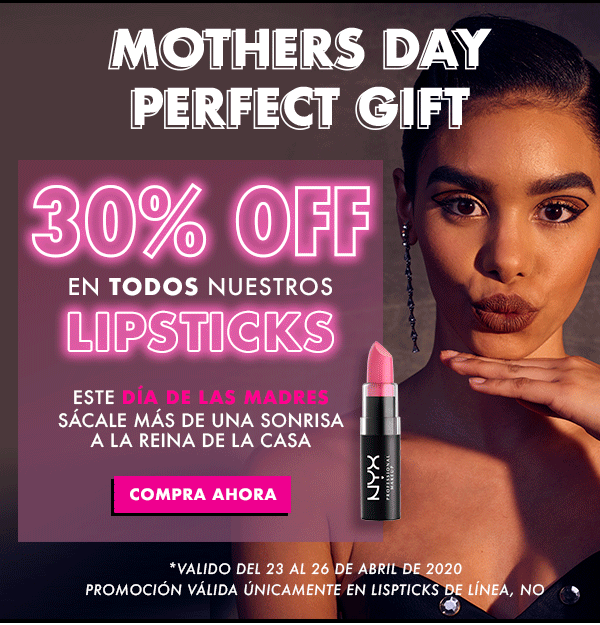 MOTHERS DAY
PERFECT GIFT
30% OFF
EN TODOS NUESTROS
LIPSTICKS
ESTE DÍA DE LAS MADRES
SÁCALE MÁS DE UNA SONRISA
A LA REINA DE LA CASA
COMPRA AHORA
NYX
PROFESSIONAL
MAKEUP
*VALIDO DEL 23 AL 26 DE ABRIL DE 2020
PROMOCIÓN VÁLIDA ÚNICAMENTE EN LISPTICKS DE LÍNEA, NO